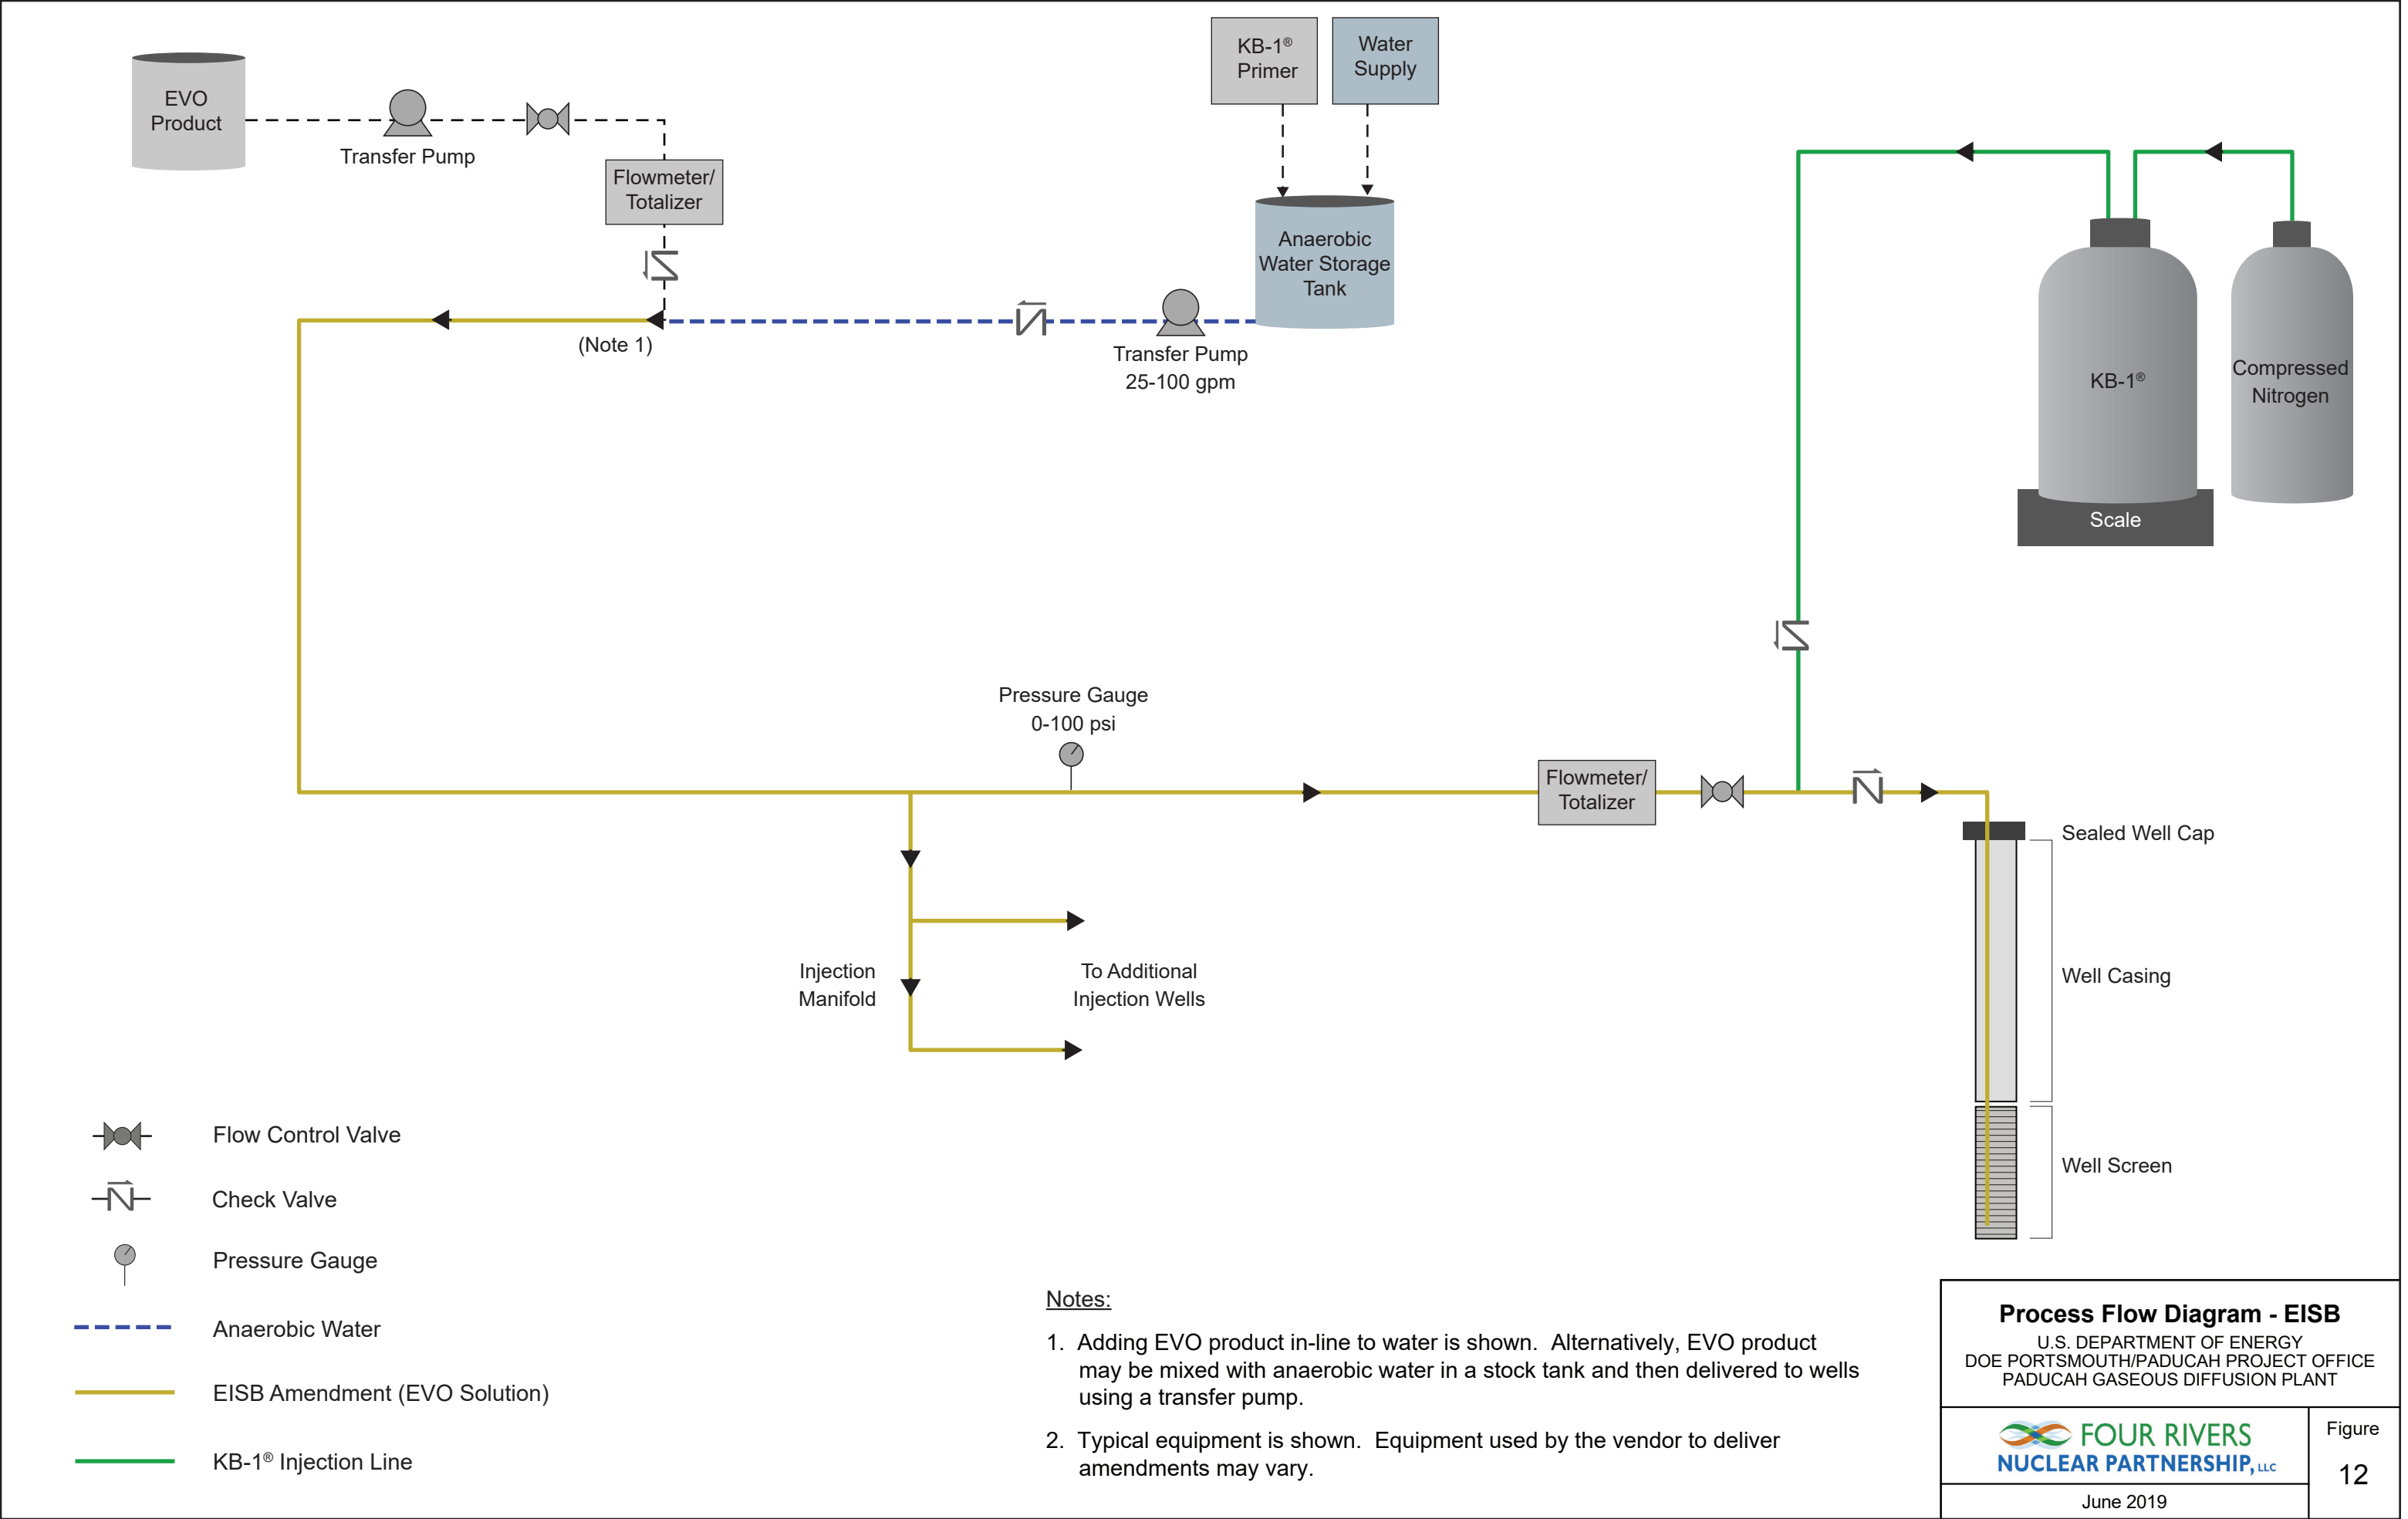 EVO
Product
Transfer Pump
Flowmeter/
Totalizer
(Note 1)
KB-1®
Primer
Water
Supply
Anaerobic
Water Storage
Tank
Transfer Pump
25-100 gpm
KB-1®
Compressed
Nitrogen
Scale
Pressure Gauge
0-100 psi
Flowmeter/
Totalizer
Injection
Manifold
To Additional
Injection Wells
Sealed Well Cap
Well Casing
Well Screen
Flow Control Valve
Check Valve
Pressure Gauge
Anaerobic Water
EISB Amendment (EVO Solution)
KB-1® Injection Line
Notes:
1. Adding EVO product in-line to water is shown. Alternatively, EVO product
may be mixed with anaerobic water in a stock tank and then delivered to wells
using a transfer pump.
2. Typical equipment is shown. Equipment used by the vendor to deliver
amendments may vary.
Process Flow Diagram - EISB
U.S. DEPARTMENT OF ENERGY
DOE PORTSMOUTH/PADUCAH PROJECT OFFICE
PADUCAH GASEOUS DIFFUSION PLANT
FOUR RIVERS
NUCLEAR PARTNERSHIP, LLC
June 2019
Figure
12